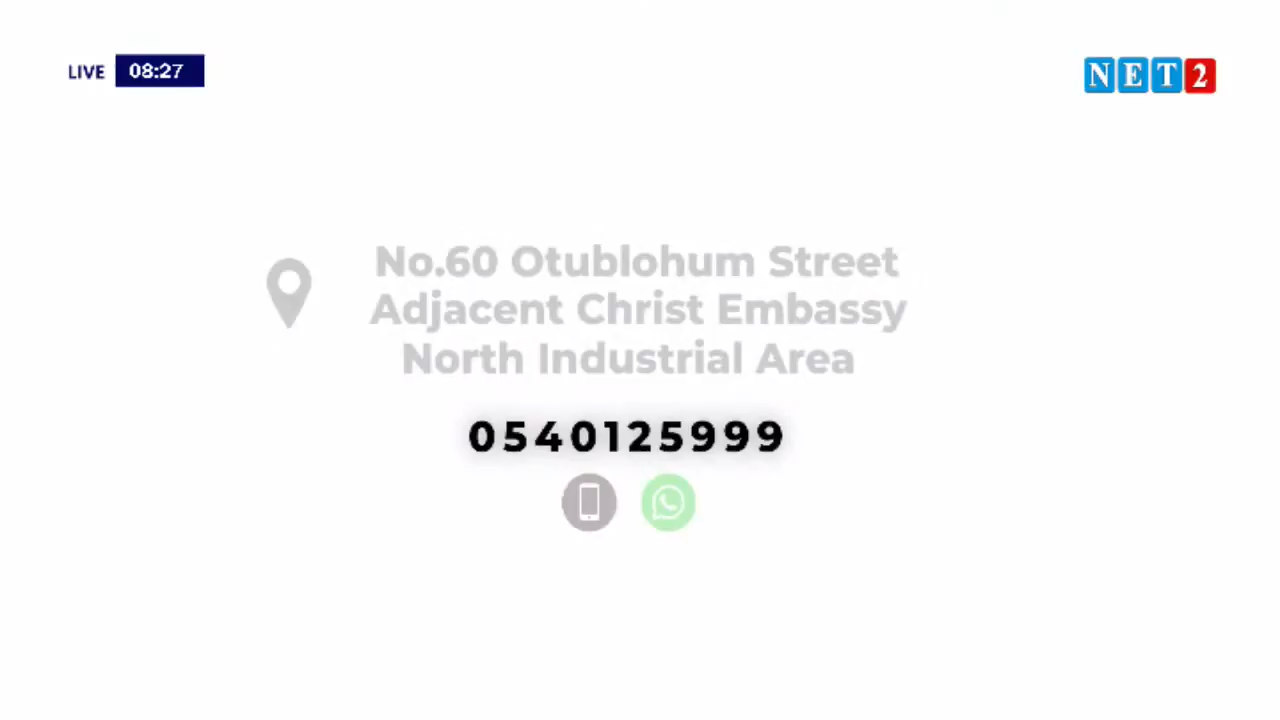 LIVE 08:27
NET2
No.60 Otublohum Street
Adjacent Christ Embassy
North Industrial Area
0540125999